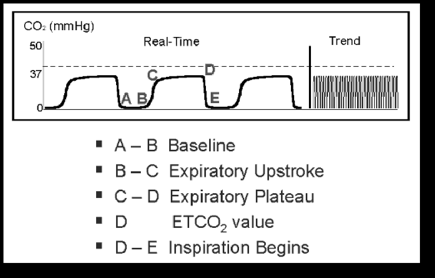 CO₂ (mmHg)
50
Real-Time
Trend
37
C
D
A
B
E
0
▪ A – B Baseline
▪ B – C Expiratory Upstroke
▪ C – D Expiratory Plateau
▪ D ETCO₂ value
▪ D – E Inspiration Begins